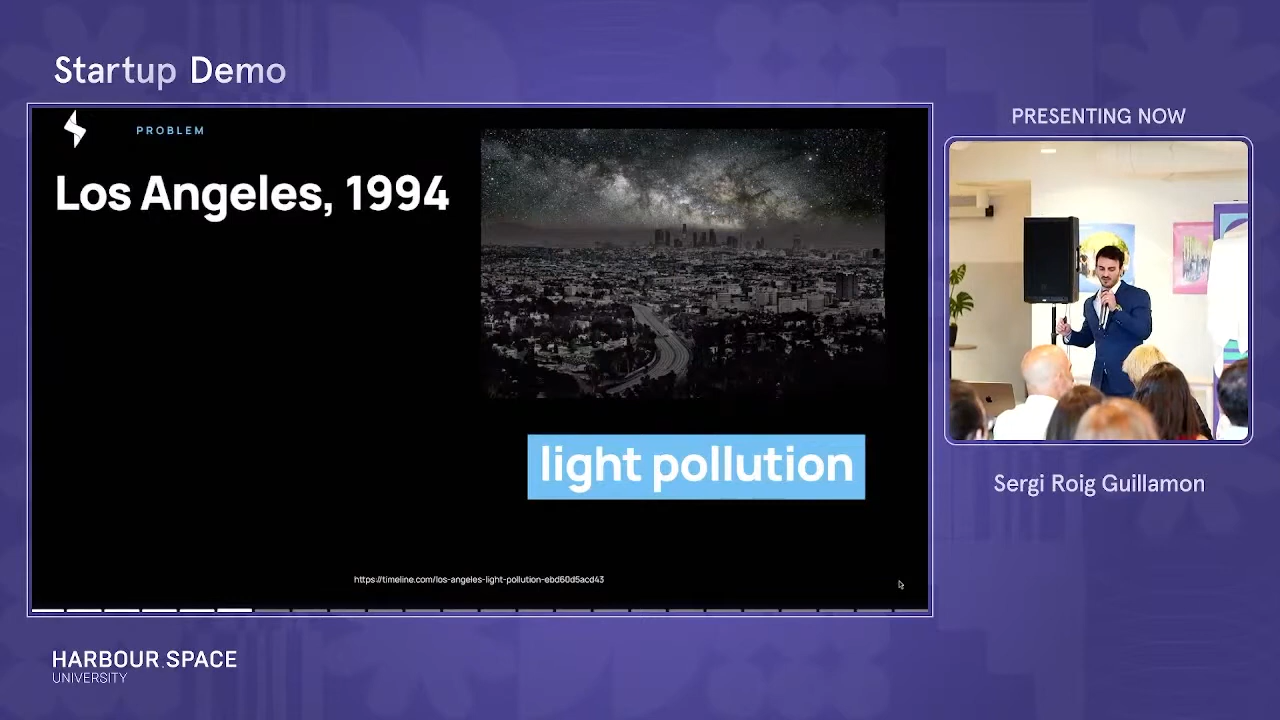 Startup Demo
PROBLEM
Los Angeles, 1994
light pollution
https://timeline.com/los-angeles-light-pollution-ebd60d5acd43
PRESENTING NOW
Sergi Roig Guillamon
HARBOUR.SPACE
UNIVERSITY